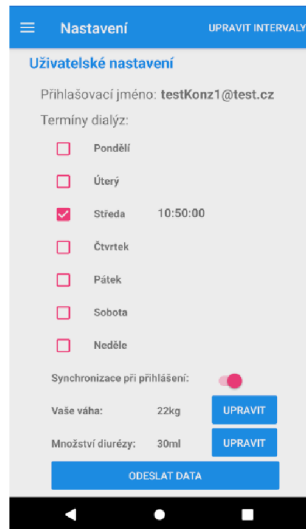 Nastavení UPRAVIT INTERVALY
Uživatelské nastavení
Přihlašovací jméno: testKonz1@test.cz
Termíny dialýz:
Pondělí
Úterý
Středa 10:50:00
Čtvrtek
Pátek
Sobota
Neděle
Synchronizace při přihlášení:
Vaše váha: 22kg UPRAVIT
Množství diurézy: 30ml UPRAVIT
ODESLAT DATA